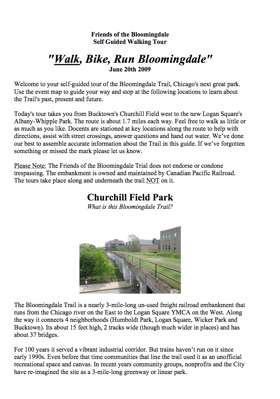 Friends of the Bloomingdale
Self Guided Walking Tour
"Walk, Bike, Run Bloomingdale"
June 20th 2009
Welcome to your self-guided tour of the Bloomingdale Trail, Chicago's next great park.
Use the event map to guide your way and stop at the following locations to learn about
the Trail's past, present and future.
Today's tour takes you from Bucktown's Churchill Field west to the new Logan Square's
Albany-Whipple Park. The route is about 1.7 miles each way. Feel free to walk as little or
as much as you like. Docents are stationed at key locations along the route to help with
directions, assist with street crossings, answer questions and hand out water. We've done
our best to assemble accurate information about the Trail in this guide. If we've forgotten
something or missed the mark please let us know.
Please Note: The Friends of the Bloomingdale Trial does not endorse or condone
trespassing. The embankment is owned and maintained by Canadian Pacific Railroad.
The tours take place along and underneath the trail NOT on it.
Churchill Field Park
What is this Bloomingdale Trail?
The Bloomingdale Trail is a nearly 3-mile-long un-used freight railroad embankment that
runs from the Chicago river on the East to the Logan Square YMCA on the West. Along
the way it connects 4 neighborhoods (Humboldt Park, Logan Square, Wicker Park and
Bucktown). Its about 15 feet high, 2 tracks wide (though much wider in places) and has
about 37 bridges.
For 100 years it served a vibrant industrial corridor. But trains haven't run on it since
early 1990s. Even before that time communities that line the trail used it as an unofficial
recreational space and canvas. In recent years community groups, nonprofits and the City
have re-imagined the site as a 3-mile-long greenway or linear park.